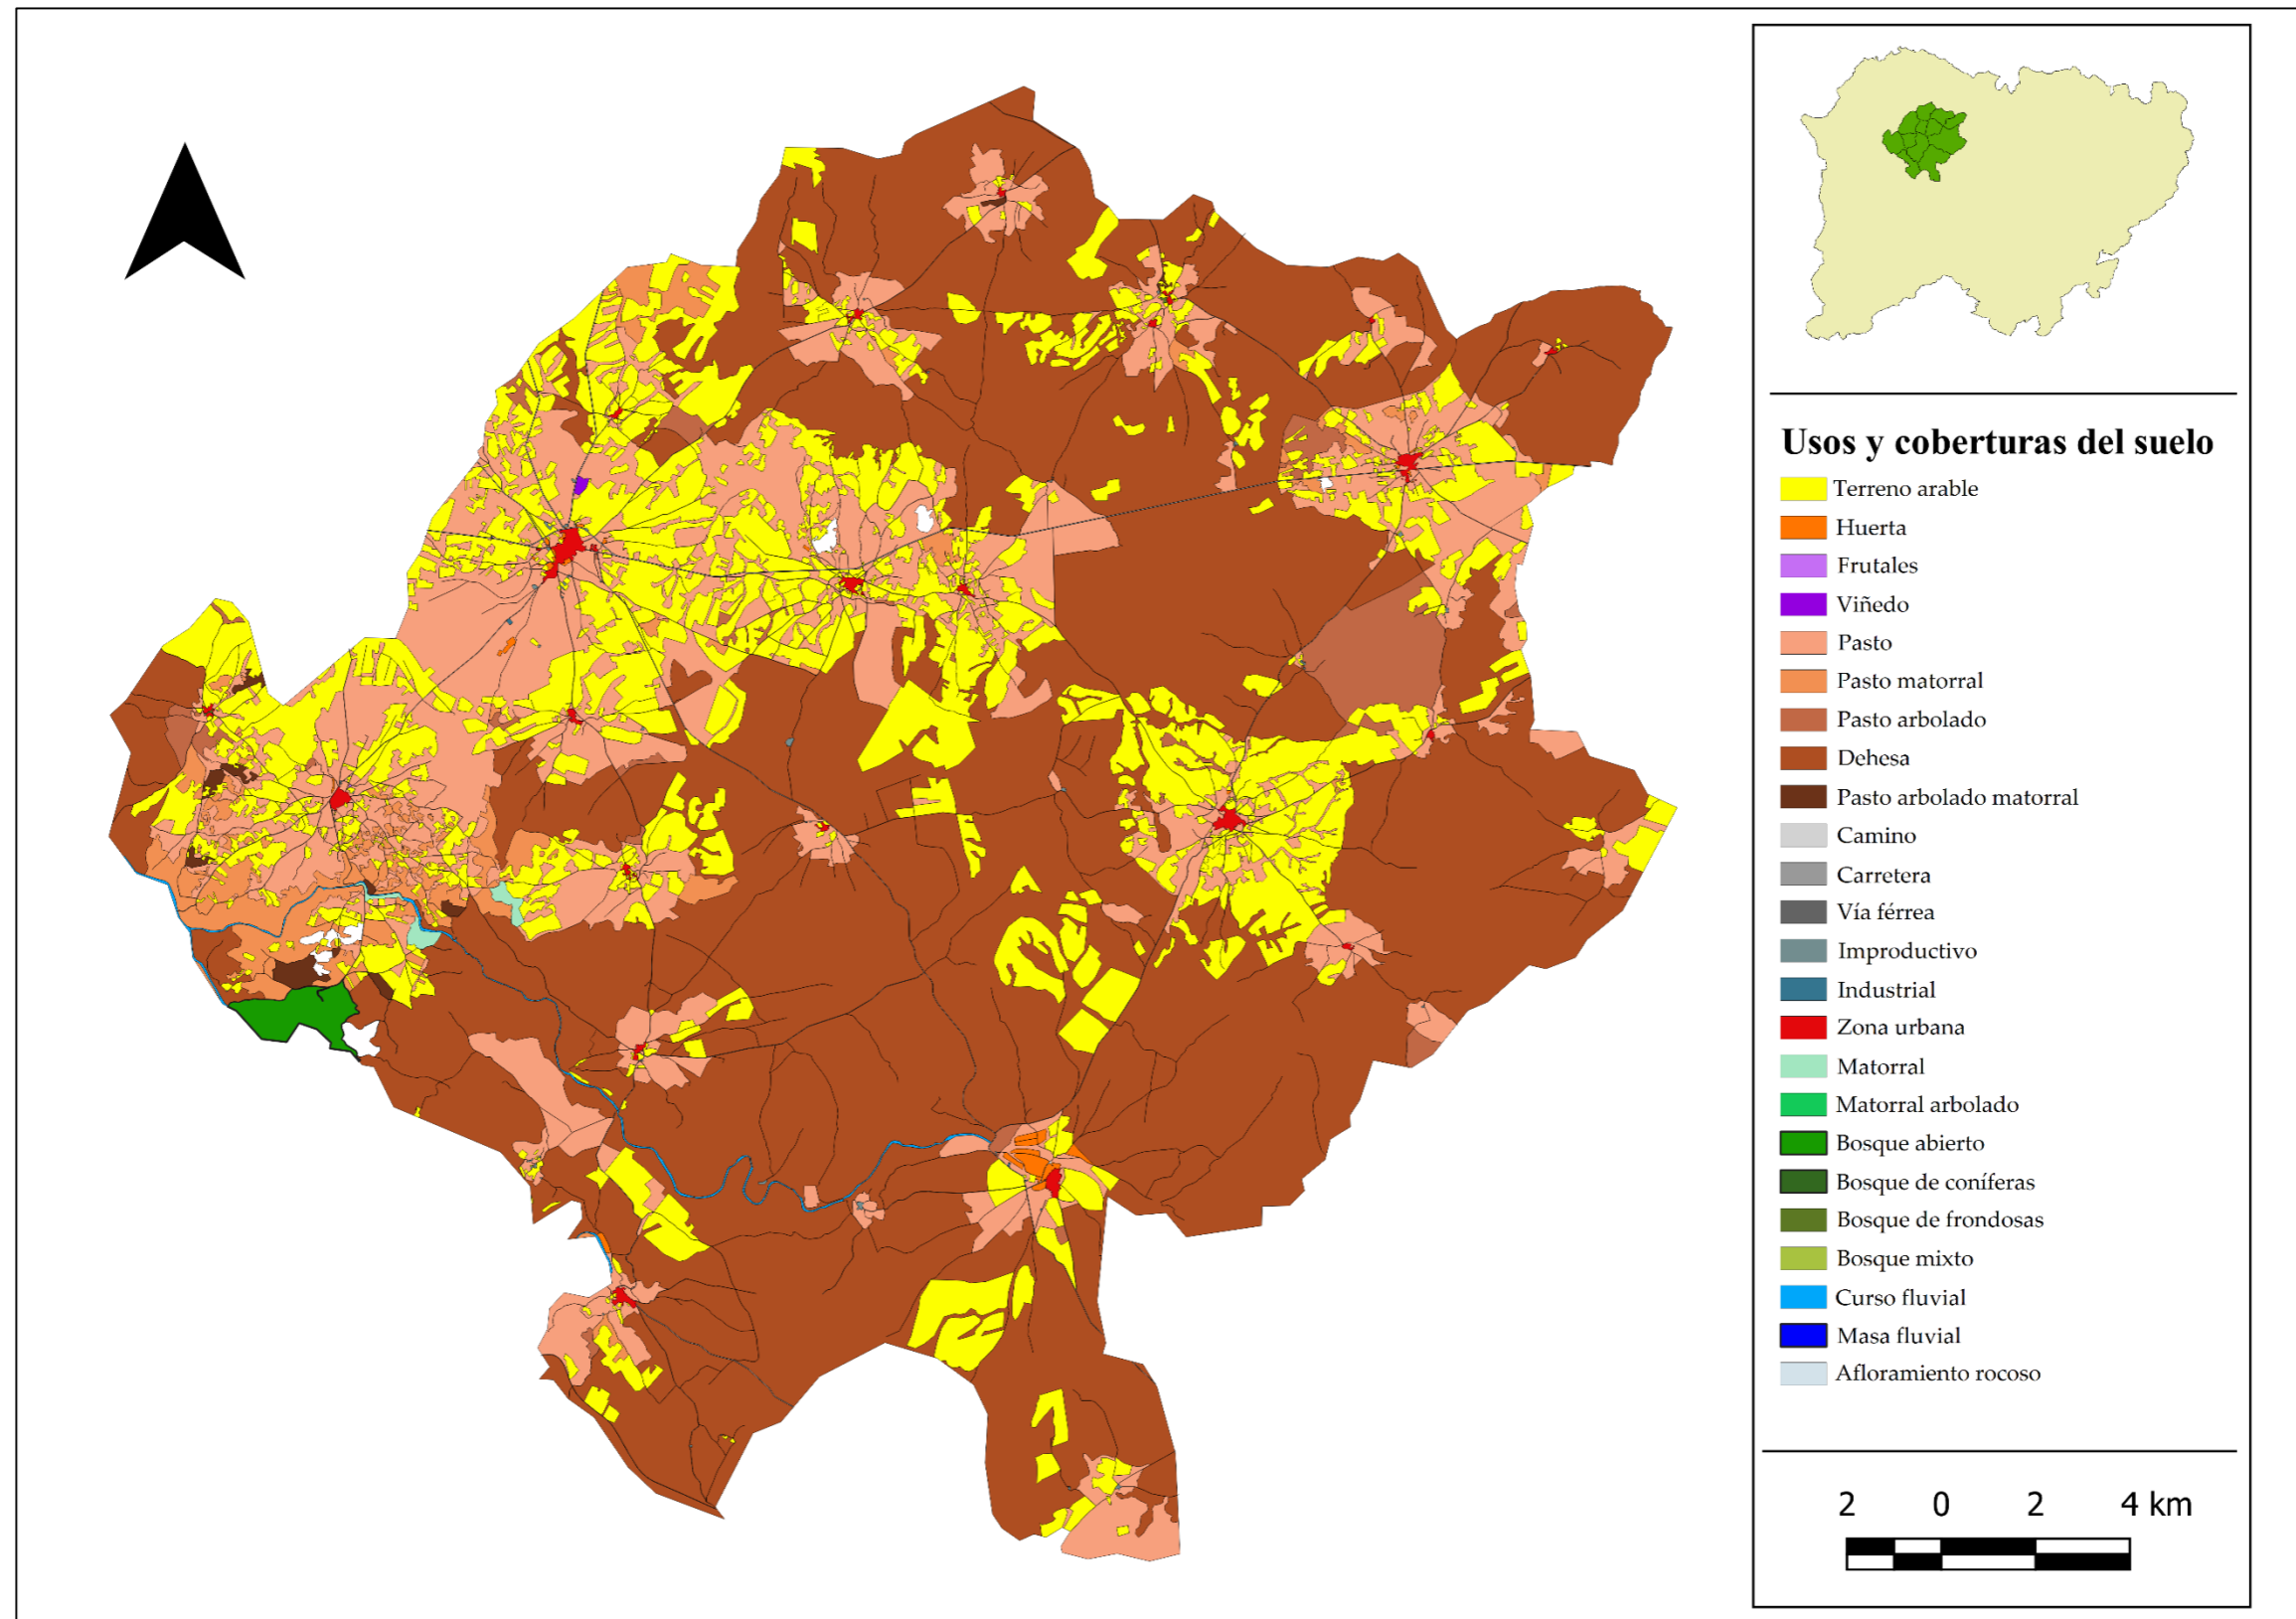 Usos y coberturas del suelo
Terreno arable
Huerta
Frutales
Viñedo
Pasto
Pasto matorral
Pasto arbolado
Dehesa
Pasto arbolado matorral
Camino
Carretera
Vía férrea
Improductivo
Industrial
Zona urbana
Matorral
Matorral arbolado
Bosque abierto
Bosque de coníferas
Bosque de frondosas
Bosque mixto
Curso fluvial
Masa fluvial
Afloramiento rocoso
2 0 2 4 km